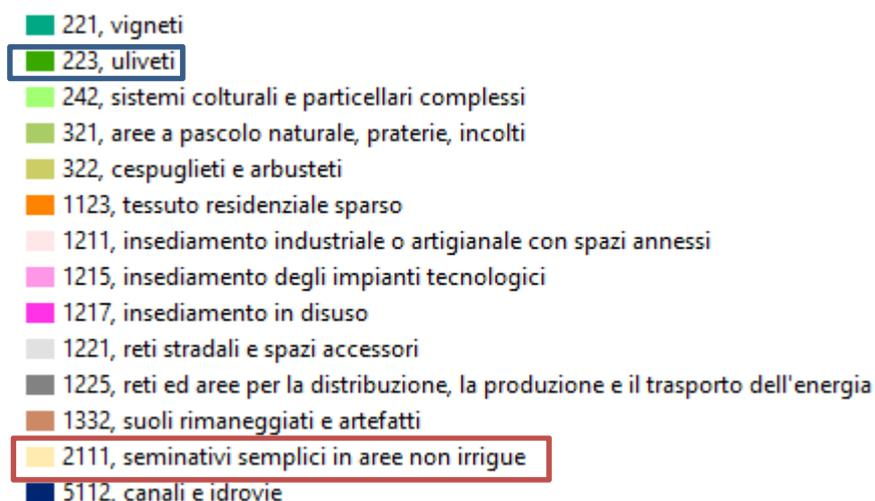 221, vigneti
223, uliveti
242, sistemi colturali e particellari complessi
321, aree a pascolo naturale, praterie, incolti
322, cespuglieti e arbusteti
1123, tessuto residenziale sparso
1211, insediamento industriale o artigianale con spazi annessi
1215, insediamento degli impianti tecnologici
1217, insediamento in disuso
1221, reti stradali e spazi accessori
1225, reti ed aree per la distribuzione, la produzione e il trasporto dell'energia
1332, suoli rimaneggiati e artefatti
2111, seminativi semplici in aree non irrigue
5112, canali e idrovie